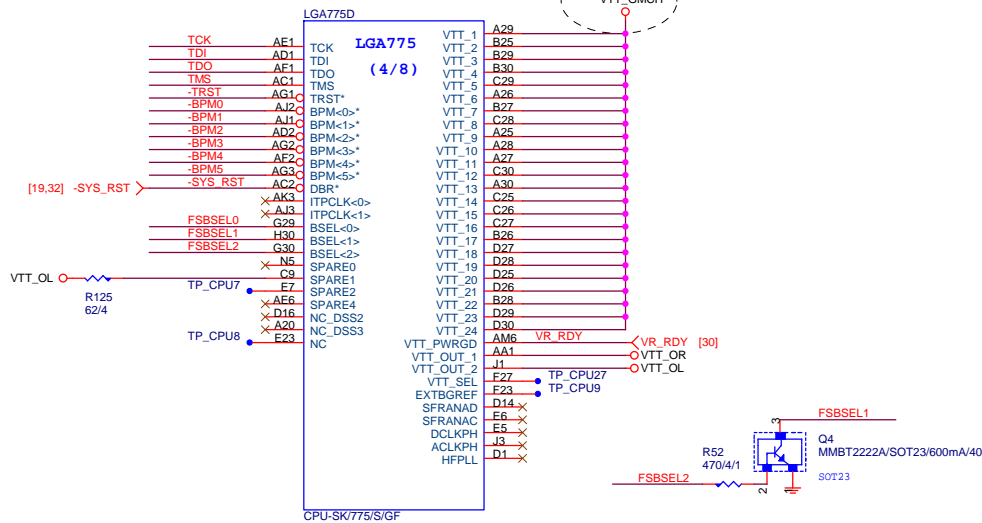 LGA775D
VTT_GMCH
LGA775
(4/8)
TCK AE1 TCK VTT_1 A29
TDI AD1 TDI VTT_2 B25
TDO AF1 TDO VTT_3 B29
TMS AC1 TMS VTT_4 B30
-TRST AG1 TRST* VTT_5 C29
-BPM0 AJ2 BPM<0>* VTT_6 A26
-BPM1 AJ1 BPM<1>* VTT_7 B27
-BPM2 AD2 BPM<2>* VTT_8 C28
-BPM3 AG2 BPM<3>* VTT_9 A25
-BPM4 AF2 BPM<4>* VTT_10 A28
-BPM5 AG3 BPM<5>* VTT_11 A27
[19,32] -SYS_RST -SYS_RST AC2 DBR* VTT_12 C30
AK3 ITPCLK<0> VTT_13 A30
AJ3 ITPCLK<1> VTT_14 C25
FSBSEL0 G29 BSEL<0> VTT_15 C26
FSBSEL1 H30 BSEL<1> VTT_16 C27
FSBSEL2 G30 BSEL<2> VTT_17 B26
N5 SPARE0 VTT_18 D27
VTT_OL C9 SPARE1 VTT_19 D28
R125
62/4
TP_CPU7 E7 SPARE2 VTT_20 D25
AE6 SPARE4 VTT_21 D26
D16 NC_DSS2 VTT_22 B28
A20 NC_DSS3 VTT_23 D29
TP_CPU8 E23 NC VTT_24 D30
VTT_PWRGD AM6 VR_RDY VR_RDY [30]
VTT_OUT_1 AA1 VTT_OR
VTT_OUT_2 J1 VTT_OL
VTT_SEL F27 TP_CPU27
EXTBGREF F23 TP_CPU9
SFRANAD D14
SFRANAC E6
DCLKPH E5
ACLKPH J3
HFPLL D1
CPU-SK/775/S/GF
FSBSEL1
3
Q4
MMBT2222A/SOT23/600mA/40
SOT23
R52
470/4/1
FSBSEL2
2
1